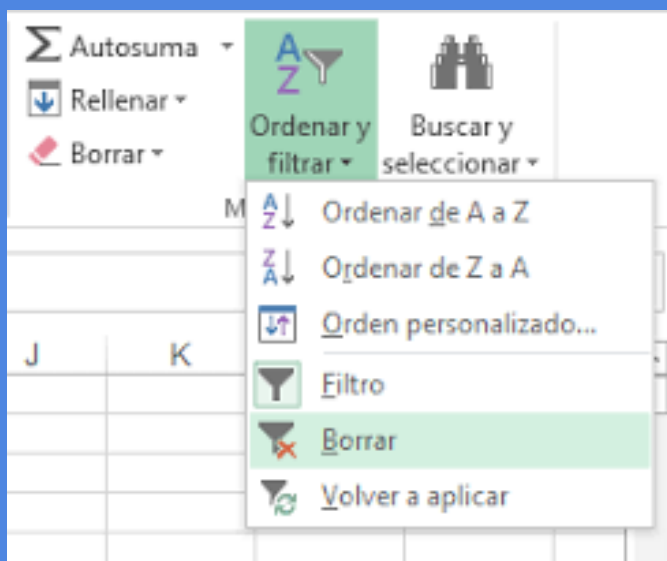 Autosuma
Rellenar
Borrar
Ordenar y
filtrar
Buscar y
seleccionar
M
Ordenar de A a Z
Ordenar de Z a A
Orden personalizado...
Filtro
Borrar
Volver a aplicar
J K